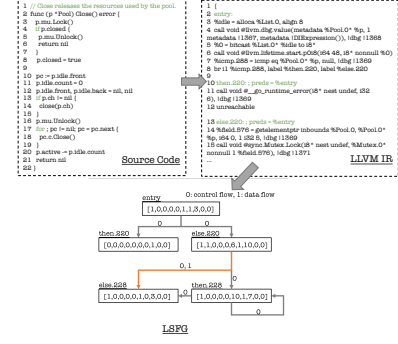 1 // Close releases the resources used by the pool.
2 func (p *Pool) Close() error {
3 p.mu.Lock()
4 if p.closed {
5 p.mu.Unlock()
6 return nil
7 }
8 p.closed = true
9
10 pc := p.idle.front
11 p.idle.count = 0
12 p.idle.front, p.idle.back = nil, nil
13 if p.ch != nil {
14 close(p.ch)
15 }
16 p.mu.Unlock()
17 for ; pc != nil; pc = pc.next {
18 pc.c.Close()
19 }
20 p.active -= p.idle.count
21 return nil
22 }
Source Code
1 {
2 entry:
3 %idle = alloca %List.0, align 8
4 call void @llvm.dbg.value(metadata %Pool.0* %p,
metadata !1367, metadata !DIExpression()), !dbg !1368
5 %0 = bitcast %List.0* %idle to i8*
6 call void @llvm.lifetime.start.p0i8(i64 48, i8* nonnull %0)
7 %icmp.288 = icmp eq %Pool.0* %p, null, !dbg !1369
8 br i1 %icmp.288, label %then.220, label %else.220
9
10 then.220: ; preds = %entry
11 call void @__go_runtime_error(i8* nest undef, i32
6), !dbg !1369
12 unreachable
13 else.220: ; preds = %entry
14 %field.576 = getelementptr inbounds %Pool.0, %Pool.0*
%p, i64 0, i32 5, !dbg !1369
15 call void @sync.Mutex.Lock(i8* nest undef, %Mutex.0*
nonnull %field.576), !dbg !1371
...
LLVM IR
0: control flow, 1: data flow
entry
[1,0,0,0,0,1,1,3,0,0]
0
0
then.220
[0,0,0,0,0,0,0,1,0,0]
else.220
[1,1,0,0,0,6,1,10,0,0]
0, 1
0
else.228
[1,0,0,0,0,1,0,3,0,0]
0
then.228
[1,0,0,0,0,10,1,7,0,0]
0
LSFG